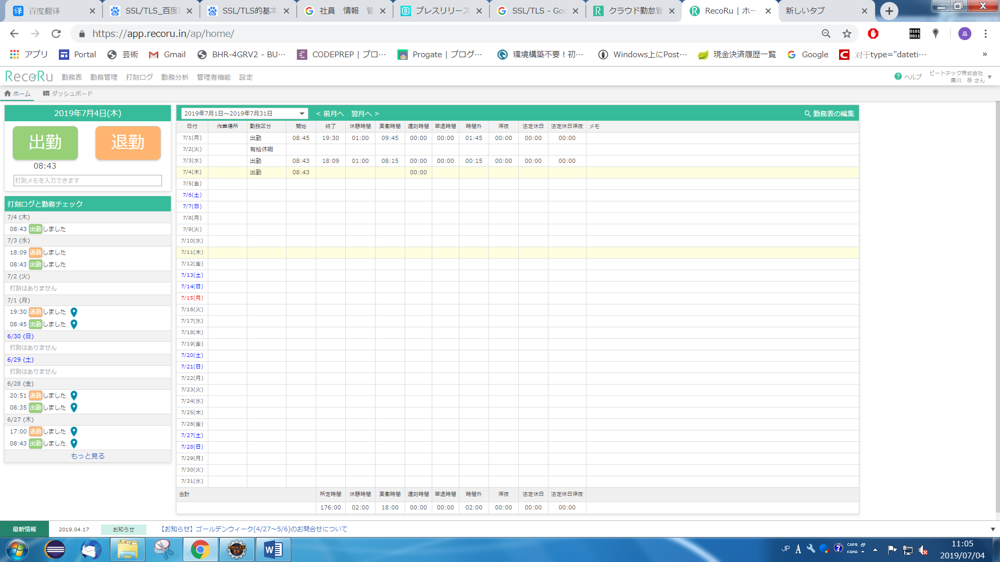 百度翻译
SSL/TLS_百度
SSL/TLS的基本
社員　情報　管
プレスリリース
SSL/TLS - Goo
クラウド勤怠管
RecoRu | ホー
新しいタブ
https://app.recoru.in/ap/home/
アプリ
Portal
芸術
Gmail
BHR-4GRV2 - BU…
CODEPREP | プロ…
Progate | プログ…
環境構築不要！初…
Windows上にPost…
現金決済履歴一覧
Google
对于type="dateti…
»
RecoRu 勤務表 勤務管理 打刻ログ 勤務分析 管理者機能 設定
ヘルプ
ビートテック株式会社
黒川　岳 さん
ホーム ダッシュボード
2019年7月4日(木)
出勤 退勤
08:43
打刻メモを入力できます
打刻ログと勤務チェック
7/4 (木)
08:43 出勤 しました
7/3 (水)
18:09 退勤 しました
08:43 出勤 しました
7/2 (火)
打刻はありません
7/1 (月)
19:30 退勤 しました
08:45 出勤 しました
6/30 (日)
打刻はありません
6/29 (土)
打刻はありません
6/28 (金)
20:51 退勤 しました
08:35 出勤 しました
6/27 (木)
17:00 退勤 しました
08:43 出勤 しました
もっと見る
2019年7月1日～2019年7月31日 < 前月へ 翌月へ > 勤務表の編集
日付 作業場所 勤務区分 開始 終了 休憩時間 実働時間 遅刻時間 早退時間 時間外 深夜 法定休日 法定休日深夜 メモ
7/1(月) 出勤 08:45 19:30 01:00 09:45 00:00 00:00 01:45 00:00 00:00 00:00
7/2(火) 有給休暇
7/3(水) 出勤 08:43 18:09 01:00 08:15 00:00 00:00 00:15 00:00 00:00 00:00
7/4(木) 出勤 08:43 00:00
7/5(金)
7/6(土)
7/7(日)
7/8(月)
7/9(火)
7/10(水)
7/11(木)
7/12(金)
7/13(土)
7/14(日)
7/15(月)
7/16(火)
7/17(水)
7/18(木)
7/19(金)
7/20(土)
7/21(日)
7/22(月)
7/23(火)
7/24(水)
7/25(木)
7/26(金)
7/27(土)
7/28(日)
7/29(月)
7/30(火)
7/31(水)
合計 所定時間 休憩時間 実働時間 遅刻時間 早退時間 時間外 深夜 法定休日 法定休日深夜
176:00 02:00 18:00 00:00 00:00 02:00 00:00 00:00 00:00
最新情報 2019.04.17 お知らせ 【お知らせ】ゴールデンウィーク(4/27～5/6)のお問合せについて
JP A CAPS
KANA
11:05
2019/07/04